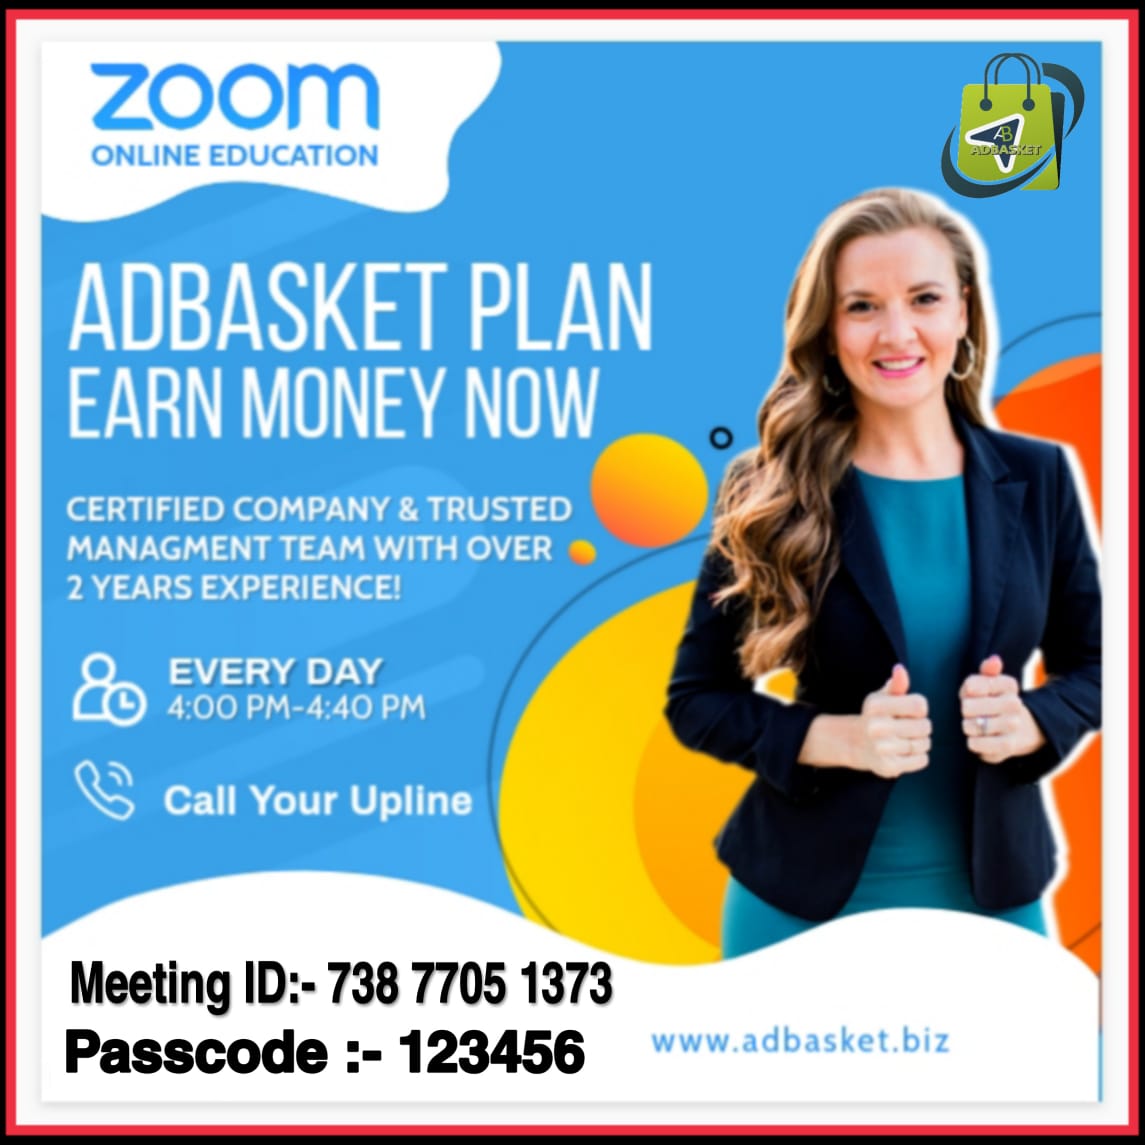 zoom
ONLINE EDUCATION
AB
ADBASKET
ADBASKET PLAN
EARN MONEY NOW
CERTIFIED COMPANY & TRUSTED
MANAGMENT TEAM WITH OVER
2 YEARS EXPERIENCE!
EVERY DAY
4:00 PM-4:40 PM
Call Your Upline
Meeting ID:- 738 7705 1373
Passcode :- 123456
www.adbasket.biz